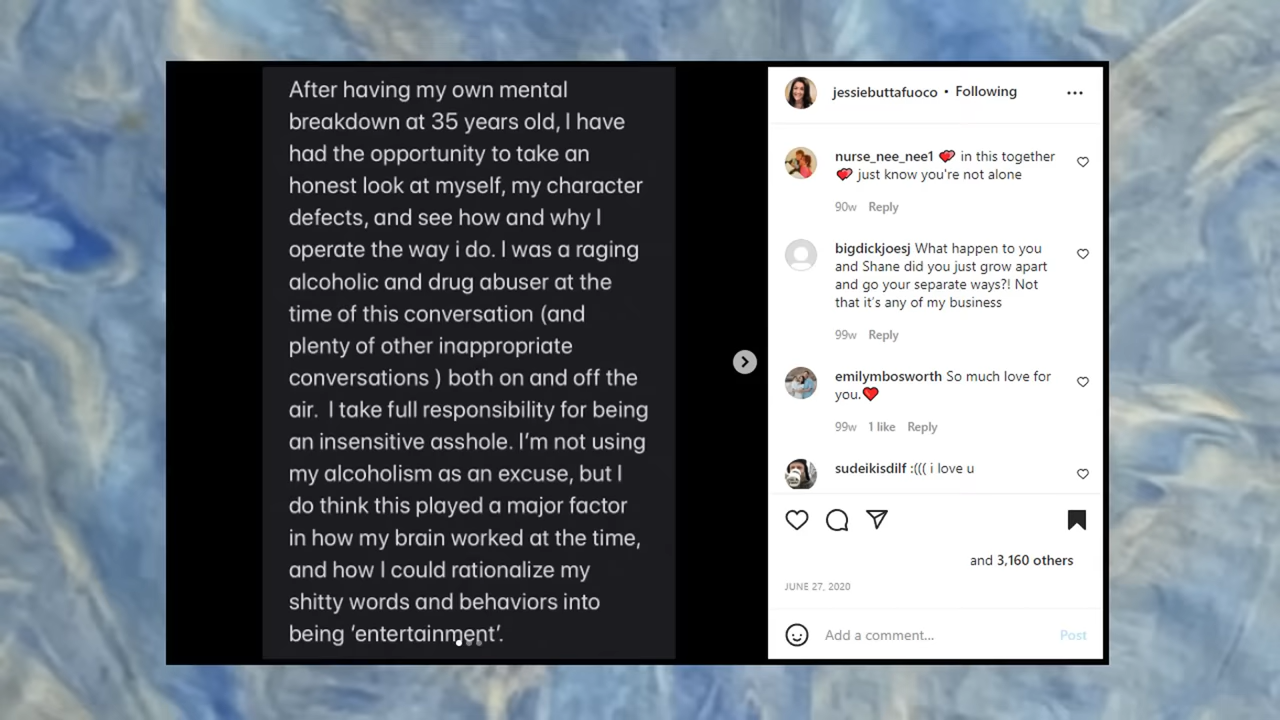 After having my own mental
breakdown at 35 years old, I have
had the opportunity to take an
honest look at myself, my character
defects, and see how and why I
operate the way i do. I was a raging
alcoholic and drug abuser at the
time of this conversation (and
plenty of other inappropriate
conversations ) both on and off the
air.  I take full responsibility for being
an insensitive asshole. I'm not using
my alcoholism as an excuse, but I
do think this played a major factor
in how my brain worked at the time,
and how I could rationalize my
shitty words and behaviors into
being ‘entertainment’.
jessiebuttafuoco • Following
nurse_nee_nee1 💕 in this together
💕 just know you're not alone
90w Reply
bigdickjoesj What happen to you
and Shane did you just grow apart
and go your separate ways?! Not
that it's any of my business
99w Reply
emilymbosworth So much love for
you.❤️
99w 1 like Reply
sudeikisdilf :((( i love u
and 3,160 others
JUNE 27, 2020
Add a comment... Post